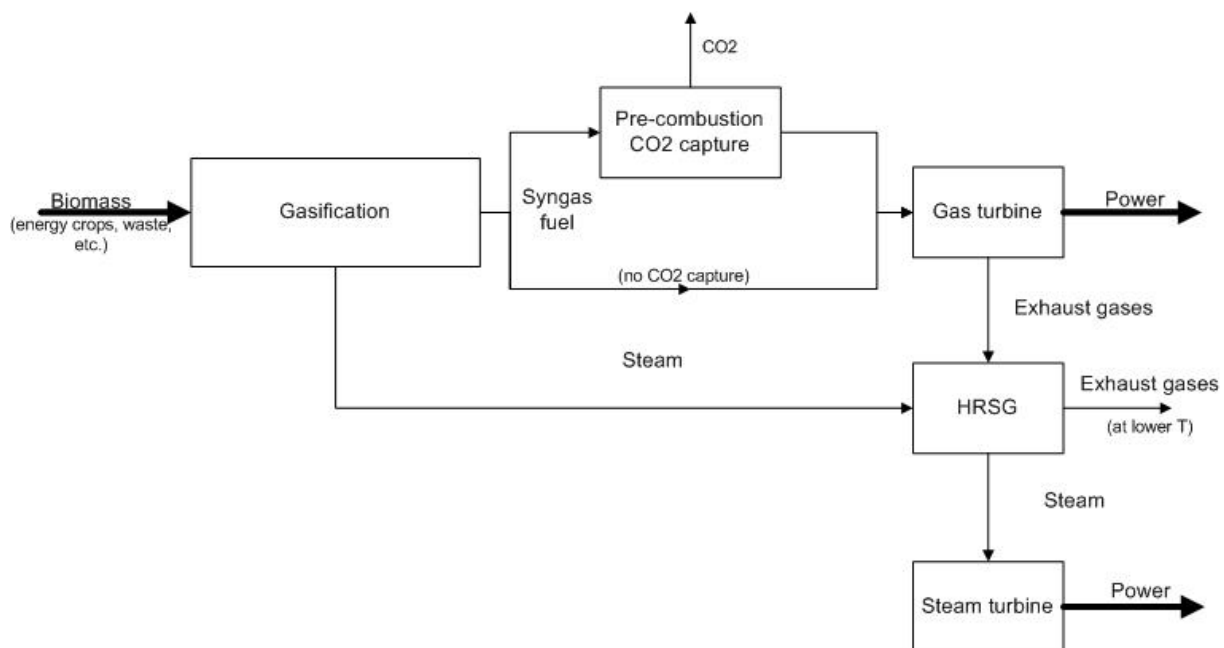 CO2
Pre-combustion
CO2 capture
Biomass
(energy crops, waste,
etc.)
Gasification
Syngas
fuel
Gas turbine
Power
(no CO2 capture)
Exhaust gases
Steam
HRSG
Exhaust gases
(at lower T)
Steam
Steam turbine
Power